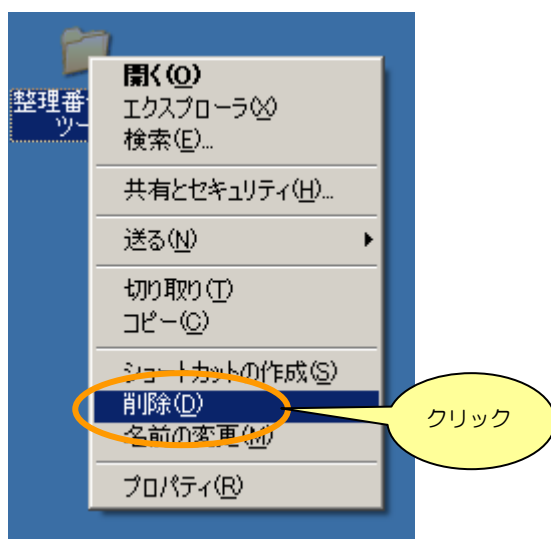 整理番
ツー
開く(O)
エクスプローラ(X)
検索(E)...
共有とセキュリティ(H)...
送る(N)
切り取り(T)
コピー(C)
ショートカットの作成(S)
削除(D)
名前の変更(M)
プロパティ(R)
クリック